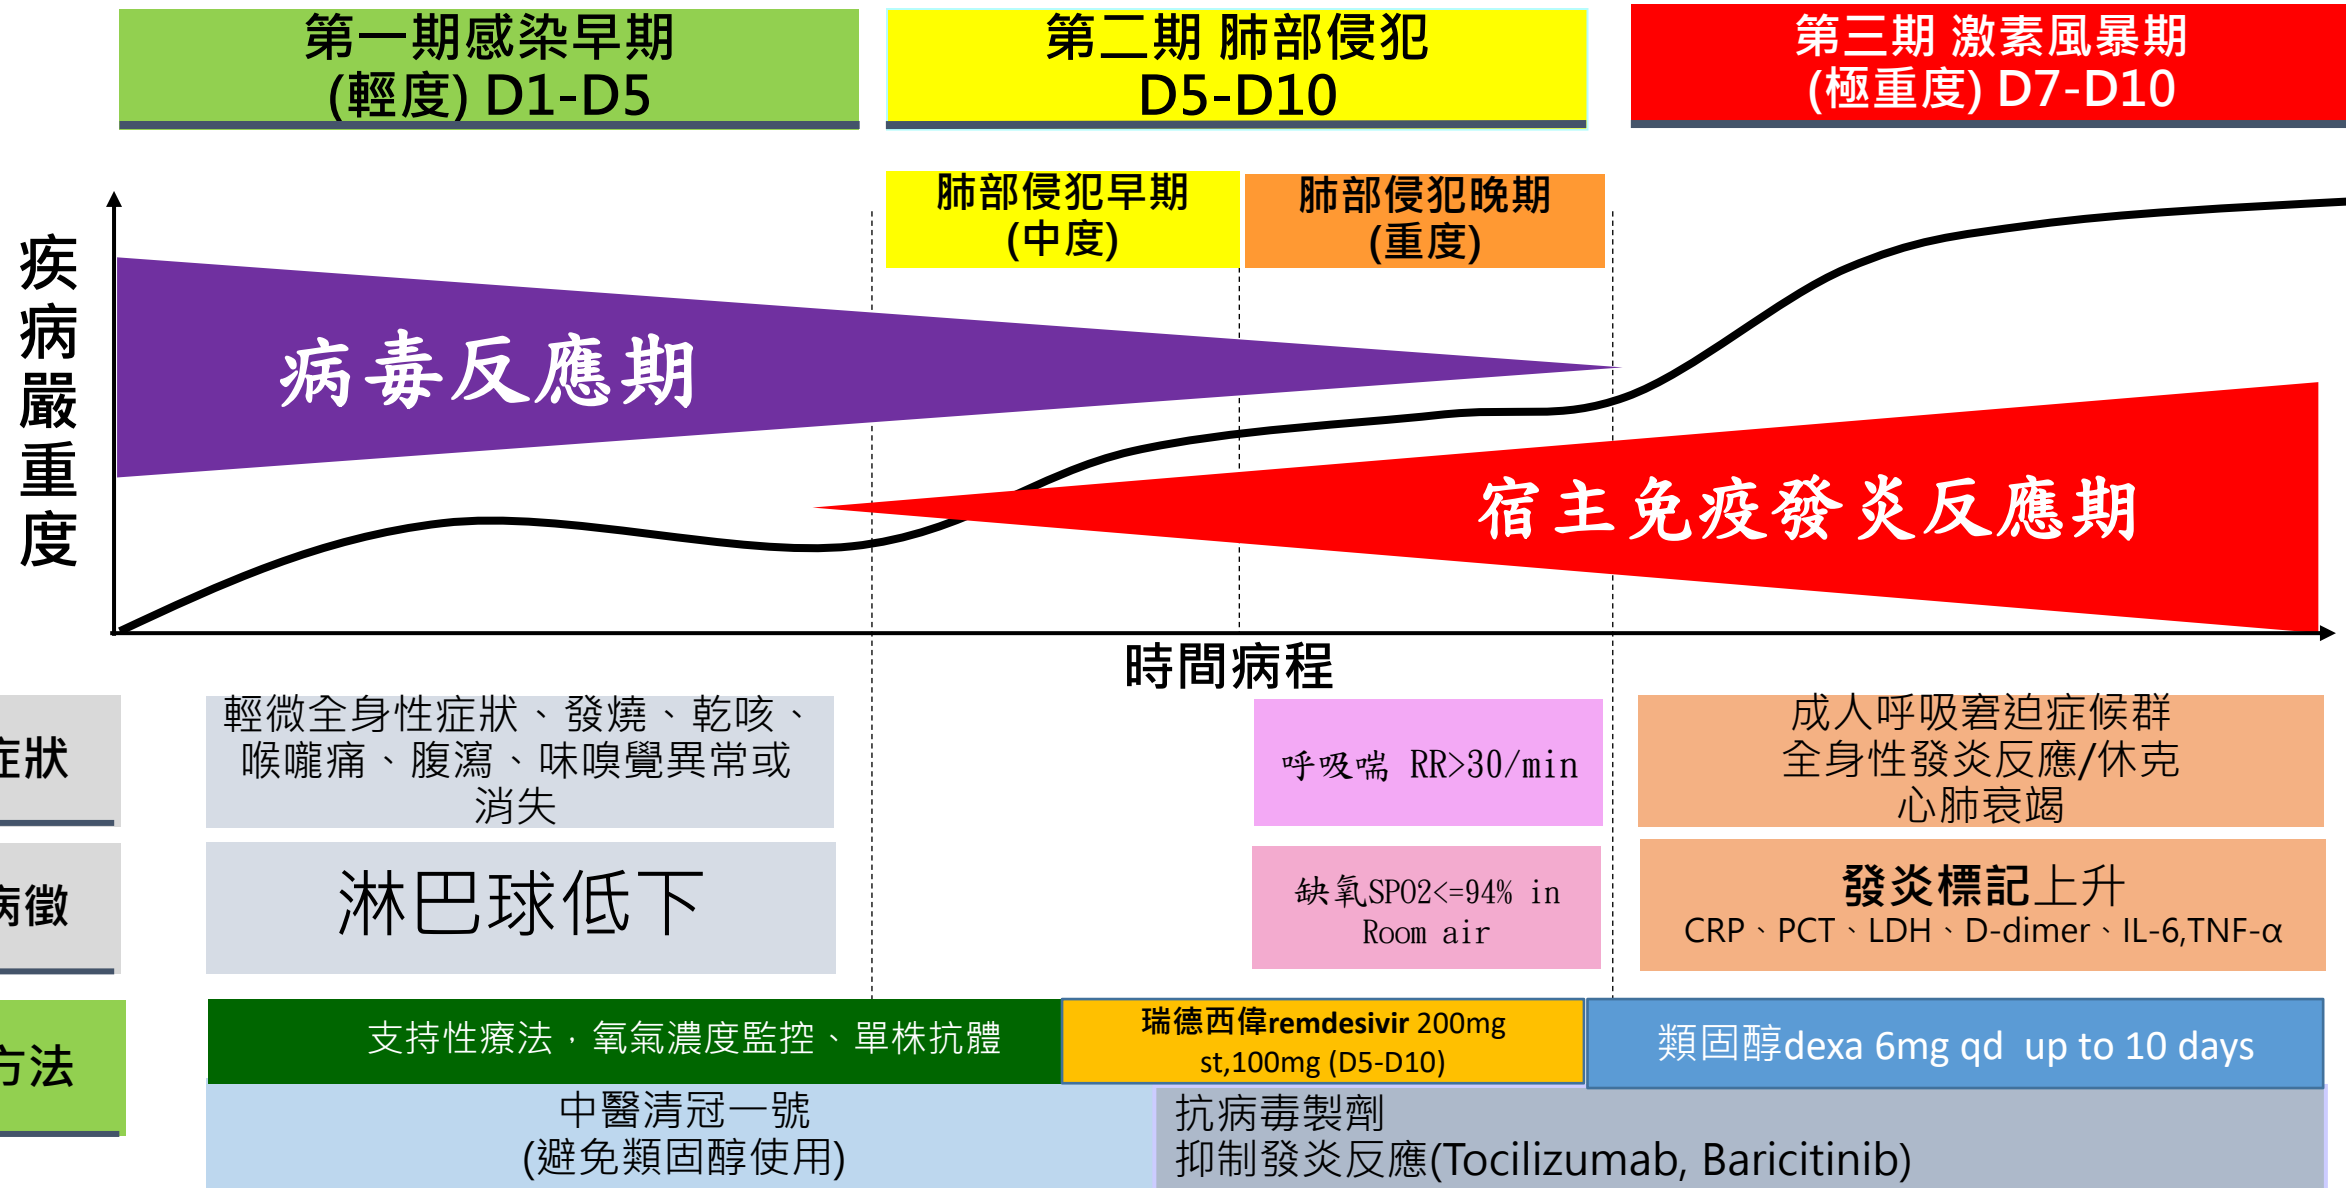 第一期感染早期
(輕度) D1-D5
第二期 肺部侵犯
D5-D10
第三期 激素風暴期
(極重度) D7-D10
肺部侵犯早期
(中度)
肺部侵犯晚期
(重度)
疾病嚴重度
病毒反應期
宿主免疫發炎反應期
時間病程
症狀
輕微全身性症狀、發燒、乾咳、
喉嚨痛、腹瀉、味嗅覺異常或
消失
呼吸喘 RR>30/min
成人呼吸窘迫症候群
全身性發炎反應/休克
心肺衰竭
病徵
淋巴球低下
缺氧SPO2<=94% in
Room air
發炎標記上升
CRP、PCT、LDH、D-dimer、IL-6,TNF-α
方法
支持性療法，氧氣濃度監控、單株抗體
瑞德西偉remdesivir 200mg
st,100mg (D5-D10)
類固醇dexa 6mg qd up to 10 days
中醫清冠一號
(避免類固醇使用)
抗病毒製劑
抑制發炎反應(Tocilizumab, Baricitinib)